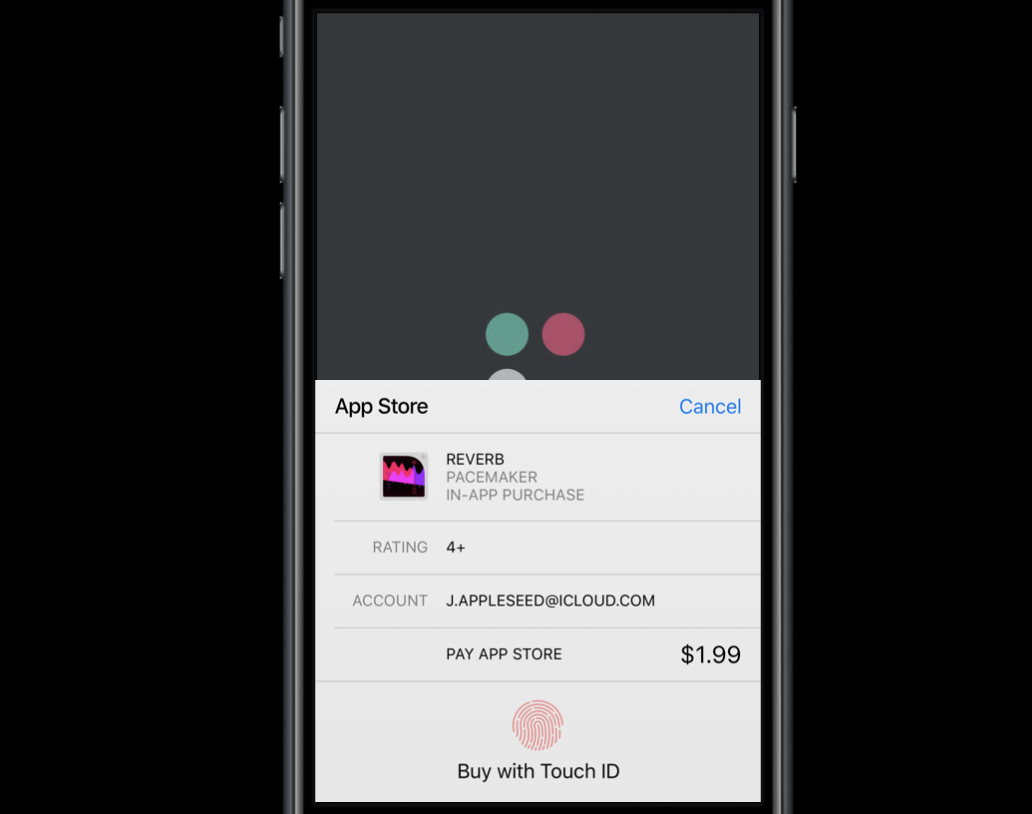 App Store Cancel
REVERB
PACEMAKER
IN-APP PURCHASE
RATING 4+
ACCOUNT J.APPLESEED@ICLOUD.COM
PAY APP STORE $1.99
Buy with Touch ID